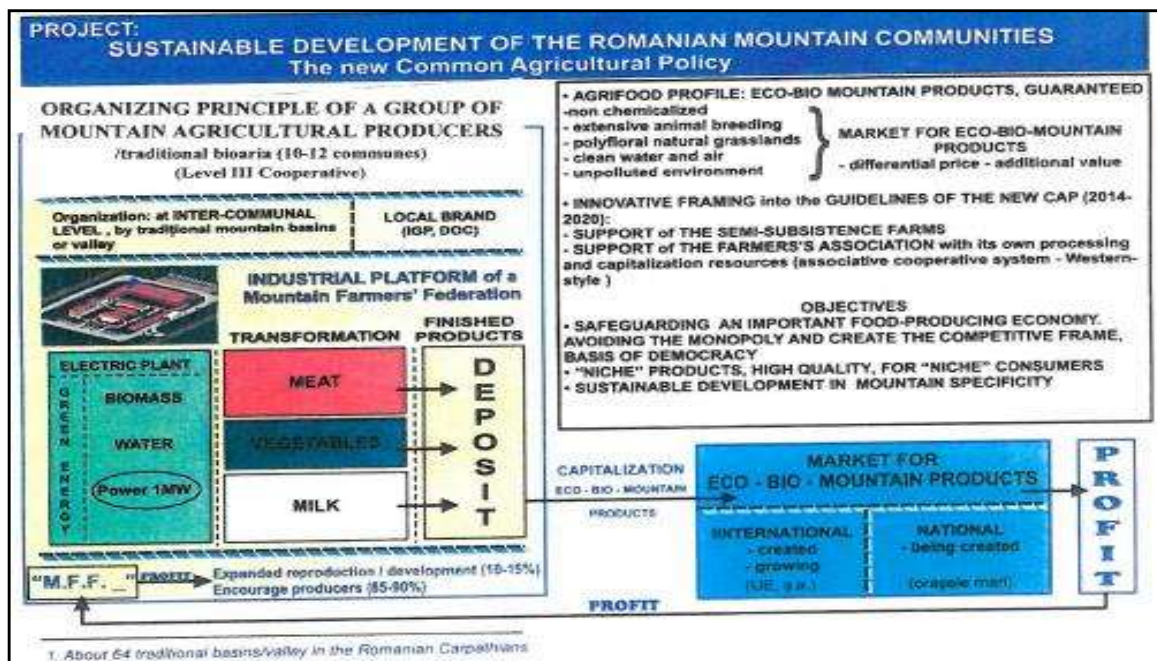 PROJECT:
SUSTAINABLE DEVELOPMENT OF THE ROMANIAN MOUNTAIN COMMUNITIES
The new Common Agricultural Policy
ORGANIZING PRINCIPLE OF A GROUP OF
MOUNTAIN AGRICULTURAL PRODUCERS
/traditional bioaria (10-12 communes)
(Level III Cooperative)
Organization: at INTER-COMMUNAL
LEVEL , by traditional mountain basins
or valley
LOCAL BRAND
(IGP, DOC)
INDUSTRIAL PLATFORM of a
Mountain Farmers' Federation
TRANSFORMATION
FINISHED
PRODUCTS
ELECTRIC PLANT
GREEN ENERGY
BIOMASS
WATER
Power 1MW
MEAT
VEGETABLES
MILK
DEPOSIT
"M.F.F. _"
PROFIT
Expanded reproduction / development (10-15%)
Encourage producers (85-90%)
• AGRIFOOD PROFILE: ECO-BIO MOUNTAIN PRODUCTS, GUARANTEED
-non chemicalized
- extensive animal breeding
- polyfloral natural grasslands
- clean water and air
- unpolluted environment
MARKET FOR ECO-BIO-MOUNTAIN
PRODUCTS
- differential price - additional value
• INNOVATIVE FRAMING into the GUIDELINES OF THE NEW CAP (2014-
2020):
- SUPPORT of THE SEMI-SUBSISTENCE FARMS
- SUPPORT of THE FARMERS'S ASSOCIATION with its own processing
and capitalization resources (associative cooperative system - Western-
style )
OBJECTIVES
• SAFEGUARDING AN IMPORTANT FOOD-PRODUCING ECONOMY.
AVOIDING THE MONOPOLY AND CREATE THE COMPETITIVE FRAME,
BASIS OF DEMOCRACY
• "NICHE" PRODUCTS, HIGH QUALITY, FOR "NICHE" CONSUMERS
• SUSTAINABLE DEVELOPMENT IN MOUNTAIN SPECIFICITY
CAPITALIZATION
ECO - BIO - MOUNTAIN
PRODUCTS
MARKET FOR
ECO - BIO - MOUNTAIN PRODUCTS
IINTERNATIONAL
- created
- growing
(UE, ș.a.)
NATIONAL
- being created
(orașele mari)
PROFIT
PROFIT
1. About 64 traditional basins/valley in the Romanian Carpathians